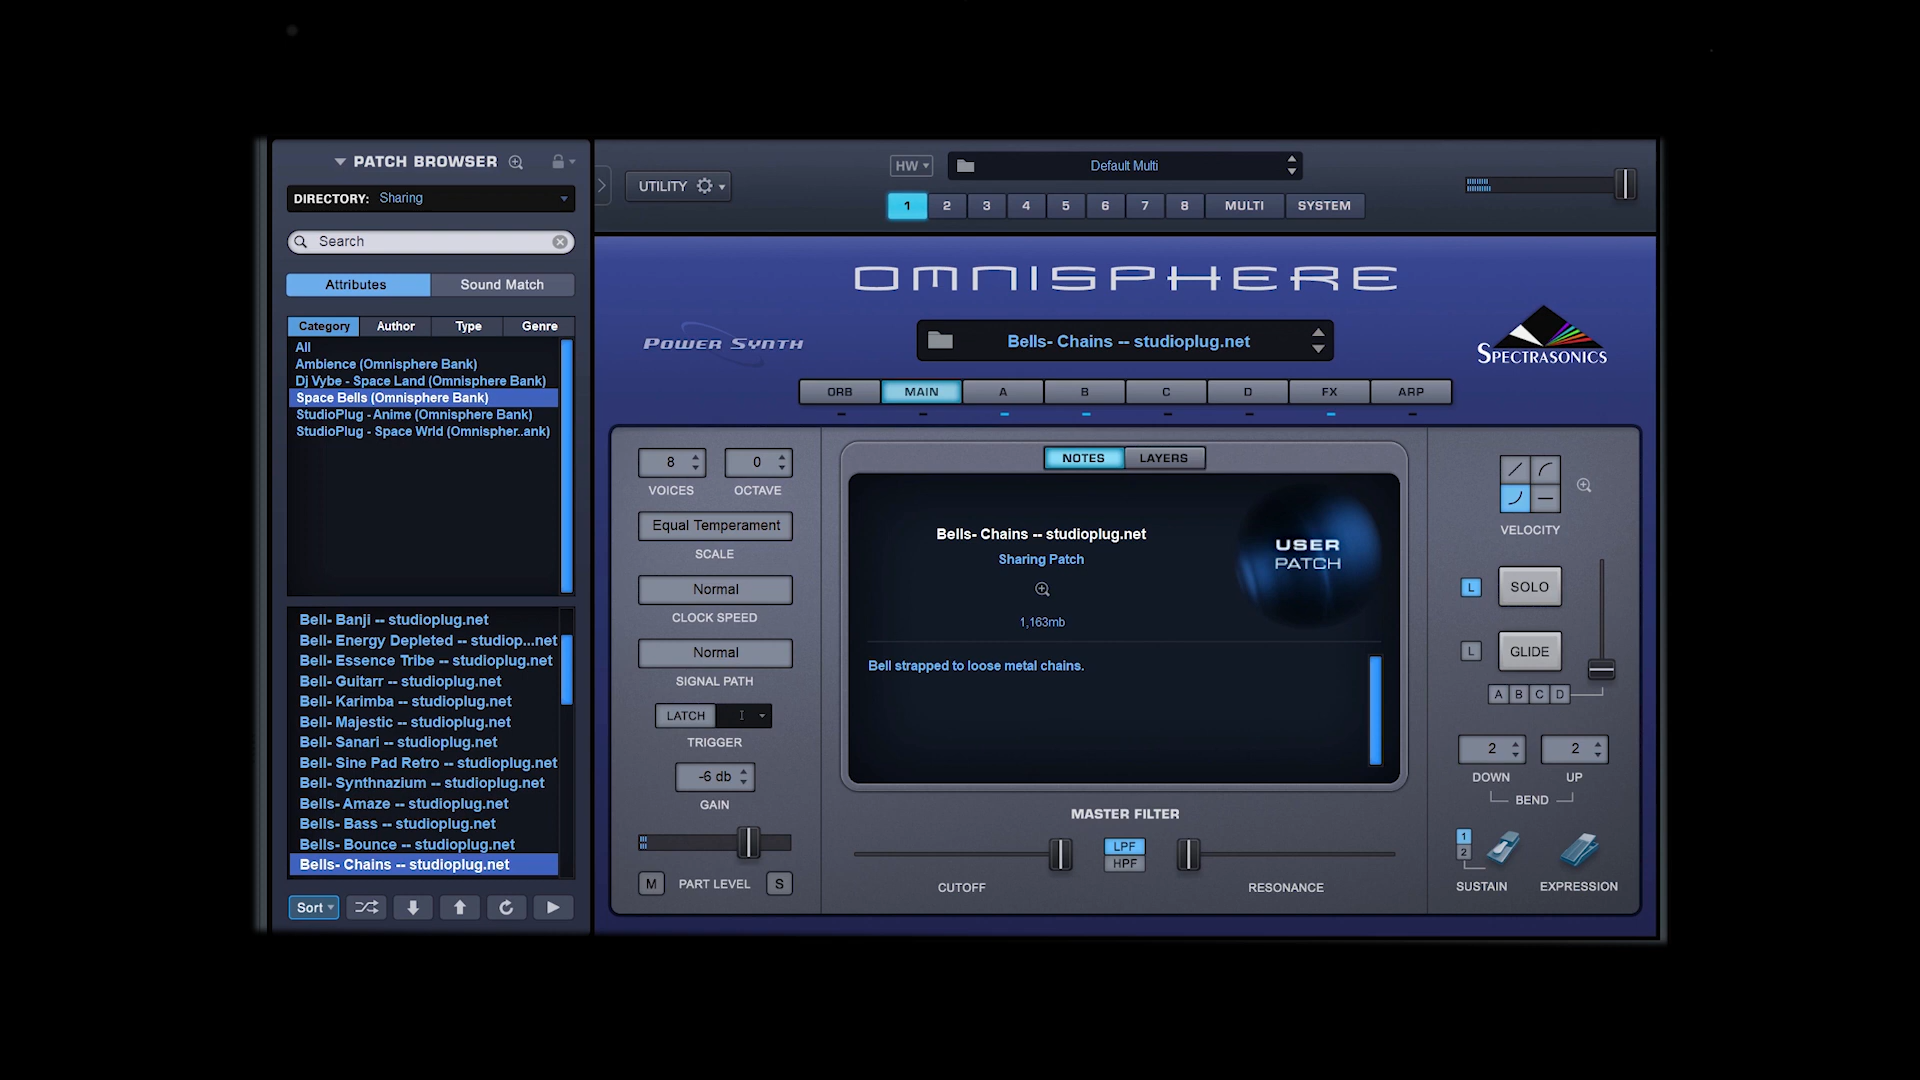 PATCH BROWSER
DIRECTORY: Sharing
Search
Attributes Sound Match
Category Author Type Genre
All
Ambience (Omnisphere Bank)
Dj Vybe - Space Land (Omnisphere Bank)
Space Bells (Omnisphere Bank)
StudioPlug - Anime (Omnisphere Bank)
StudioPlug - Space Wrld (Omnispher..ank)
Bell- Banji -- studioplug.net
Bell- Energy Depleted -- studiop...net
Bell- Essence Tribe -- studioplug.net
Bell- Guitarr -- studioplug.net
Bell- Karimba -- studioplug.net
Bell- Majestic -- studioplug.net
Bell- Sanari -- studioplug.net
Bell- Sine Pad Retro -- studioplug.net
Bell- Synthnazium -- studioplug.net
Bells- Amaze -- studioplug.net
Bells- Bass -- studioplug.net
Bells- Bounce -- studioplug.net
Bells- Chains -- studioplug.net
Sort
UTILITY
HW
Default Multi
1 2 3 4 5 6 7 8 MULTI SYSTEM
OMNISPHERE
POWER SYNTH
Bells- Chains -- studioplug.net
SPECTRASONICS
ORB MAIN A B C D FX ARP
8 0
VOICES OCTAVE
Equal Temperament
SCALE
Normal
CLOCK SPEED
Normal
SIGNAL PATH
LATCH
TRIGGER
-6 db
GAIN
M PART LEVEL S
NOTES LAYERS
Bells- Chains -- studioplug.net
Sharing Patch
1,163mb
USER
PATCH
Bell strapped to loose metal chains.
MASTER FILTER
LPF
HPF
CUTOFF RESONANCE
VELOCITY
L SOLO
L GLIDE
A B C D
2 2
DOWN UP
BEND
1
2
SUSTAIN EXPRESSION